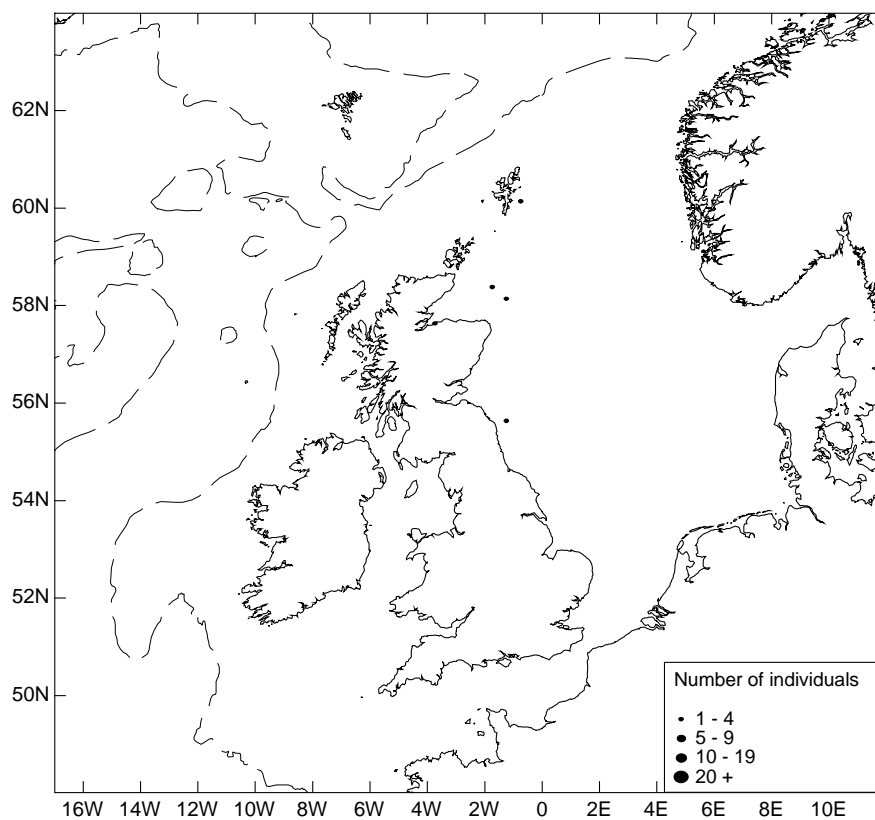 62N
60N
58N
56N
54N
52N
50N
Number of individuals
1 - 4
5 - 9
10 - 19
20 +
16W 14W 12W 10W 8W 6W 4W 2W 0 2E 4E 6E 8E 10E